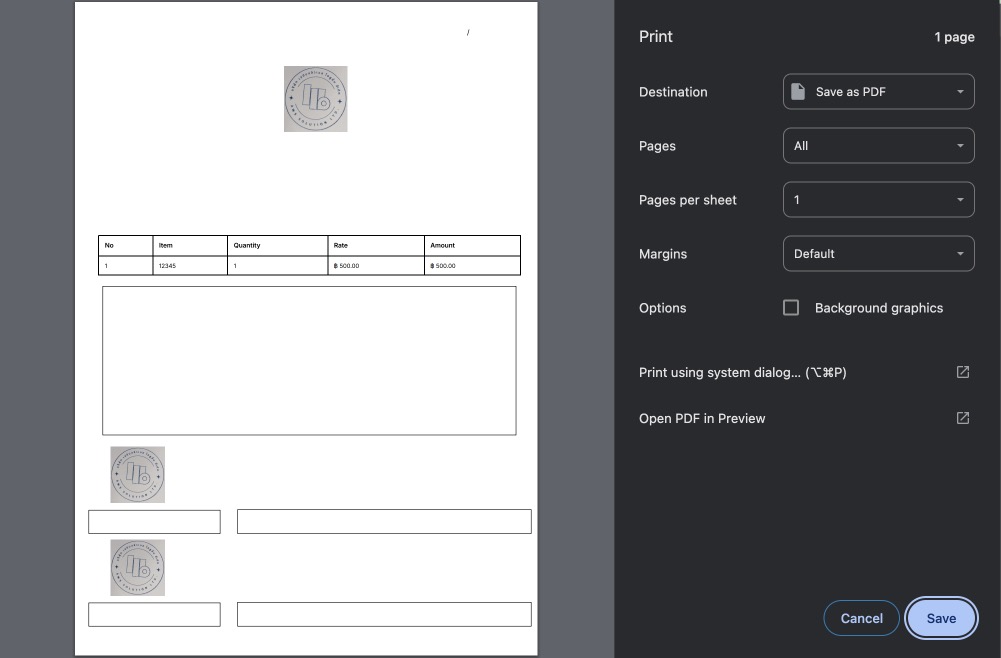 /
Print
1 page
Destination
Save as PDF
Pages
All
Pages per sheet
1
Margins
Default
Options
Background graphics
Print using system dialog... (⌥⌘P)
Open PDF in Preview
Cancel
Save
No Item Quantity Rate Amount
1 12345 1 ฿ 500.00 ฿ 500.00